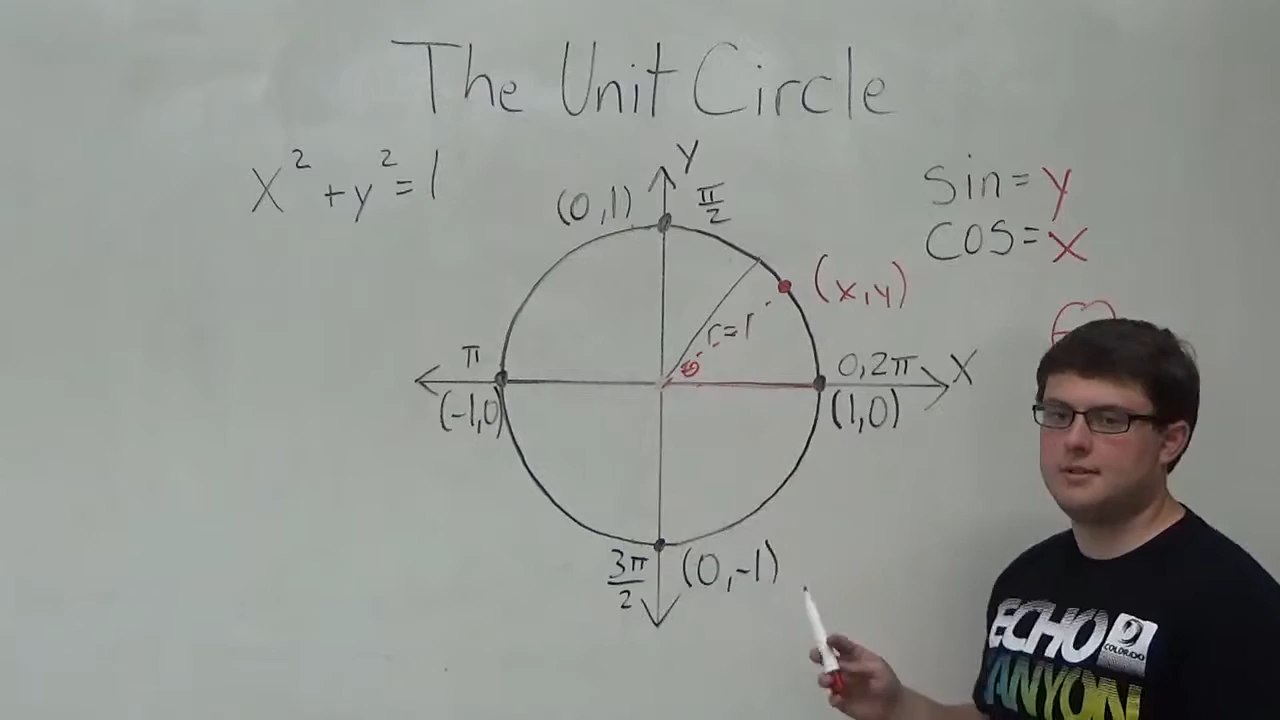 The Unit Circle
x² + y² = 1
y
(0,1)
π/2
sin = y
cos = x
(x,y)
r=1
θ
π
0,2π
x
(-1,0)
(1,0)
3π/2
(0,-1)
ECHO
COLORADO
CANYON